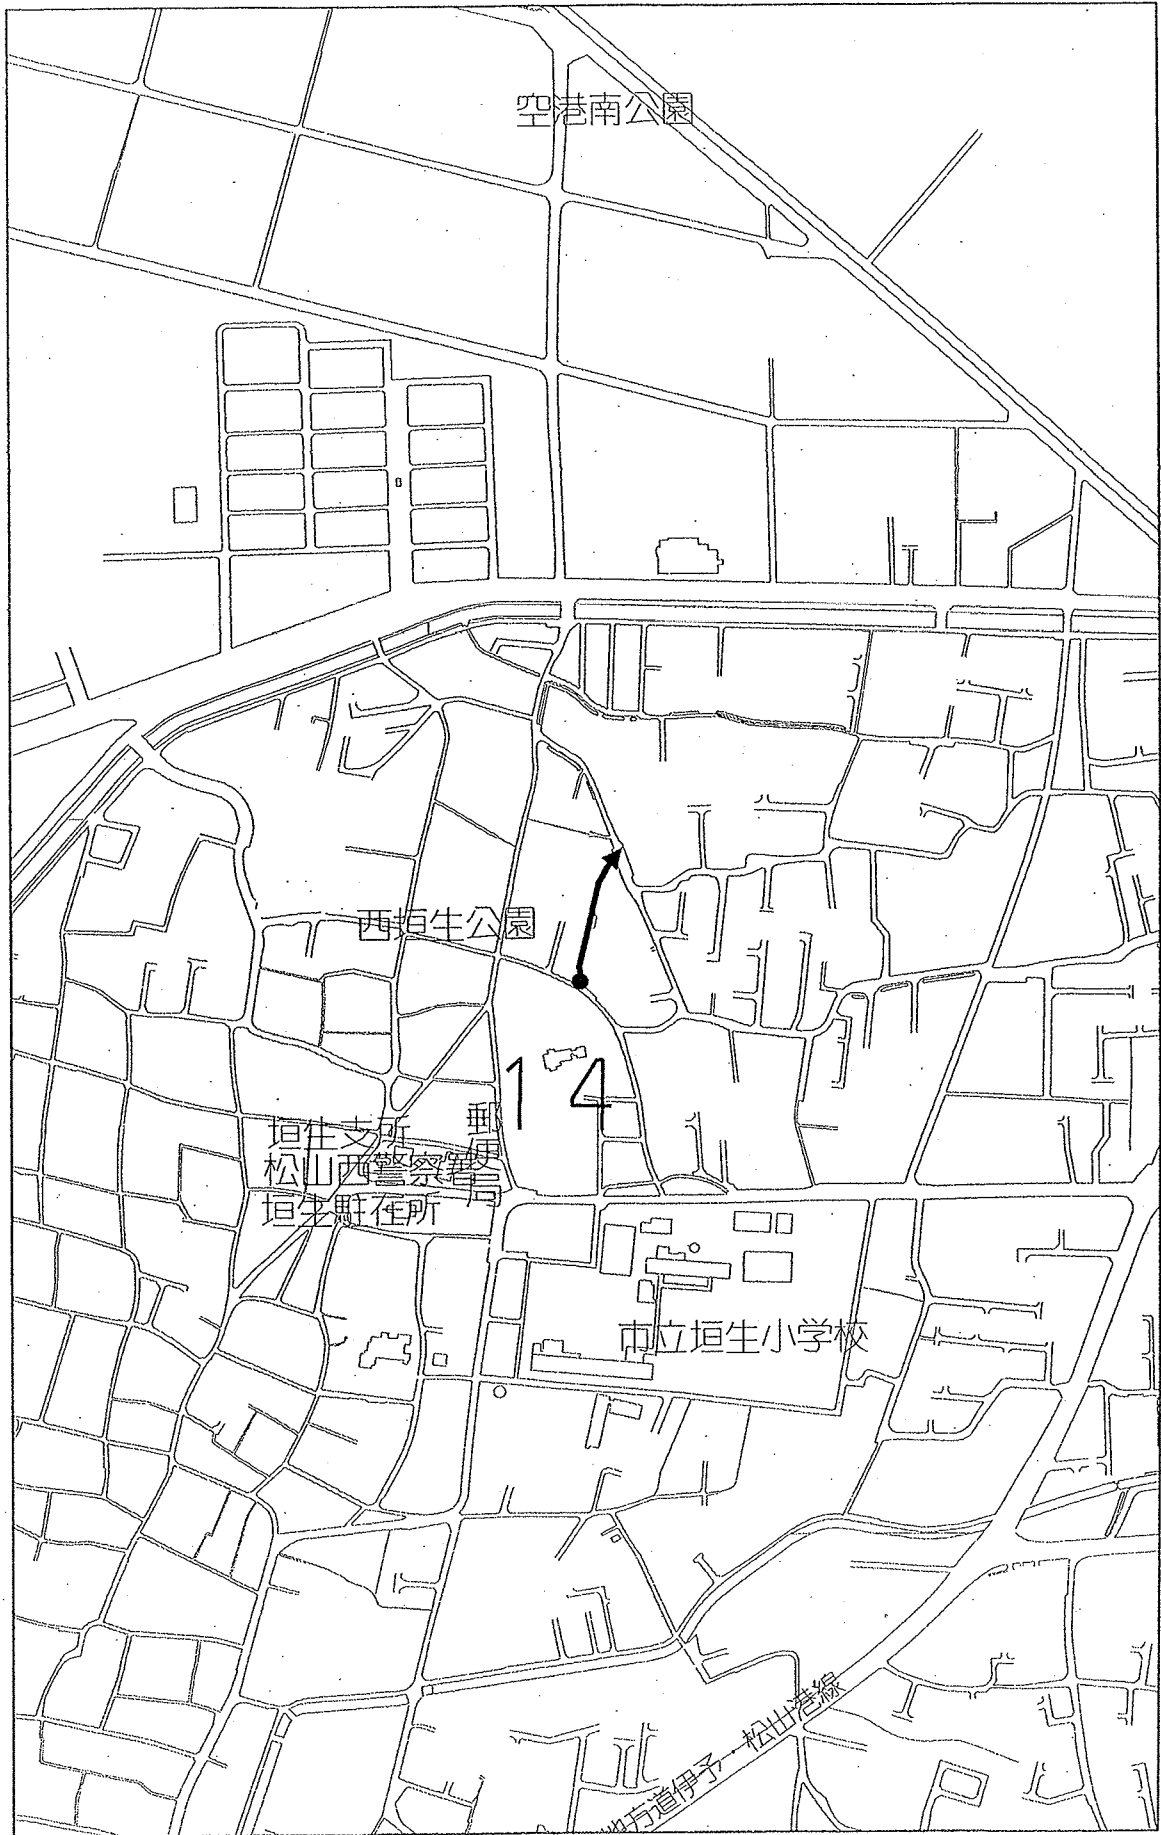 空港南公園
西垣生公園
14
垣生支所
郵便局
松山西警察署
垣生駐在所
市立垣生小学校
地方道伊予・松山港線